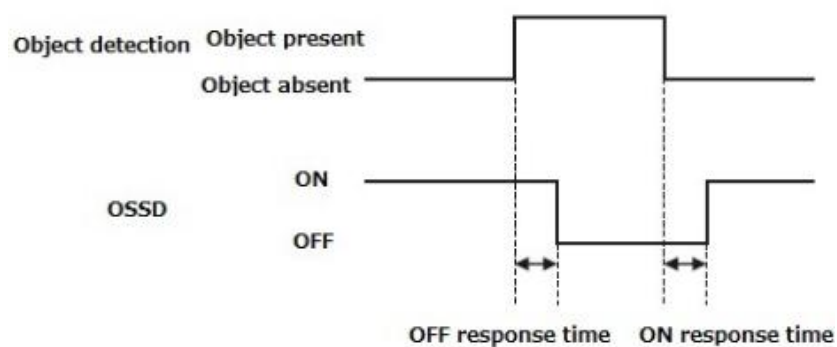 Object detection
Object present
Object absent
OSSD
ON
OFF
OFF response time
ON response time